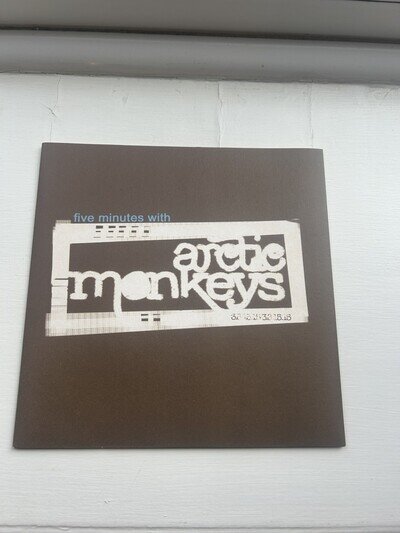 five minutes with
arctic
monkeys